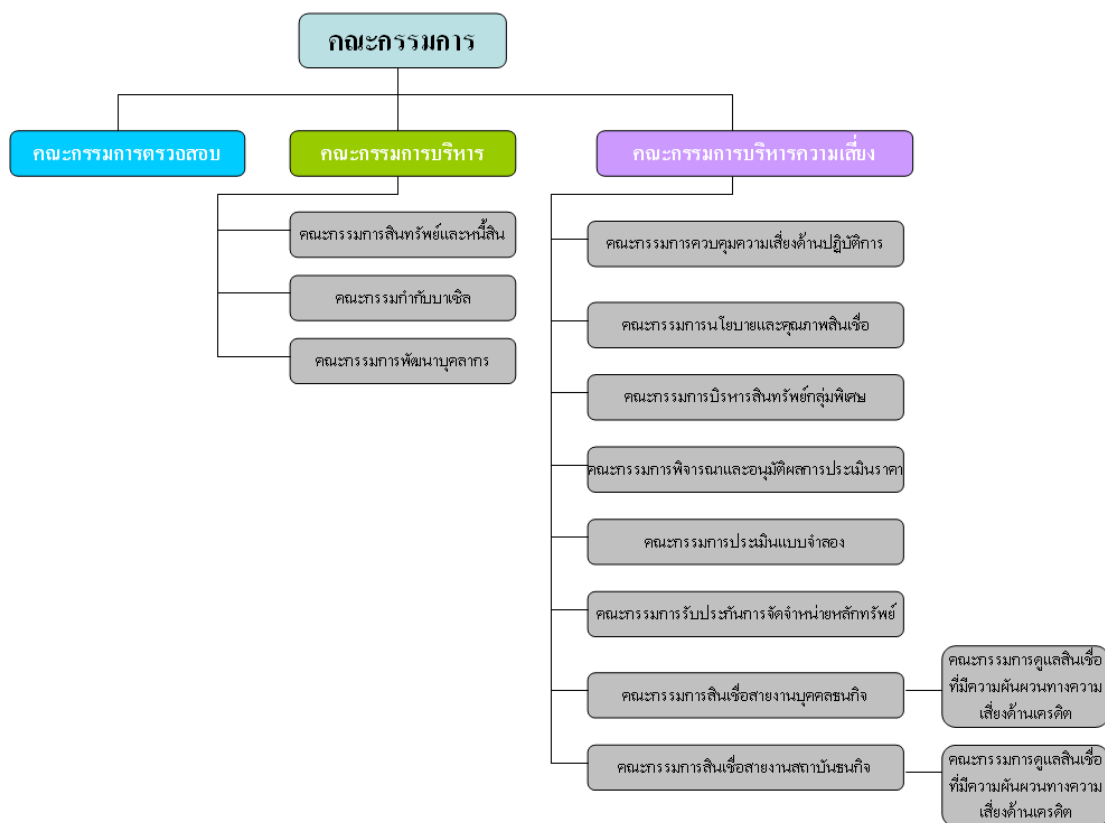 คณะกรรมการ
คณะกรรมการตรวจสอบ
คณะกรรมการบริหาร
คณะกรรมการบริหารความเสี่ยง
คณะกรรมการสินทรัพย์และหนี้สิน
คณะกรรมกำกับบาเซิล
คณะกรรมการพัฒนาบุคลากร
คณะกรรมการควบคุมความเสี่ยงด้านปฏิบัติการ
คณะกรรมการนโยบายและคุณภาพสินเชื่อ
คณะกรรมการบิรหารสินทรัพย์กลุ่มพิเศษ
คณะกรรมการพิจารณาและอนุมัติผลการประเมินราคา
คณะกรรมการประเมินแบบจำลอง
คณะกรรมการรับประกันการจัดจำหน่ายหลักทรัพย์
คณะกรรมการสินเชื่อสายงานบุคคลธนกิจ
คณะกรรมการดูแลสินเชื่อ
ที่มีความผันผวนทางความ
เสี่ยงด้านเครดิต
คณะกรรมการสินเชื่อสายงานสถาบันธนกิจ
คณะกรรมการดูแลสินเชื่อ
ที่มีความผันผวนทางความ
เสี่ยงด้านเครดิต